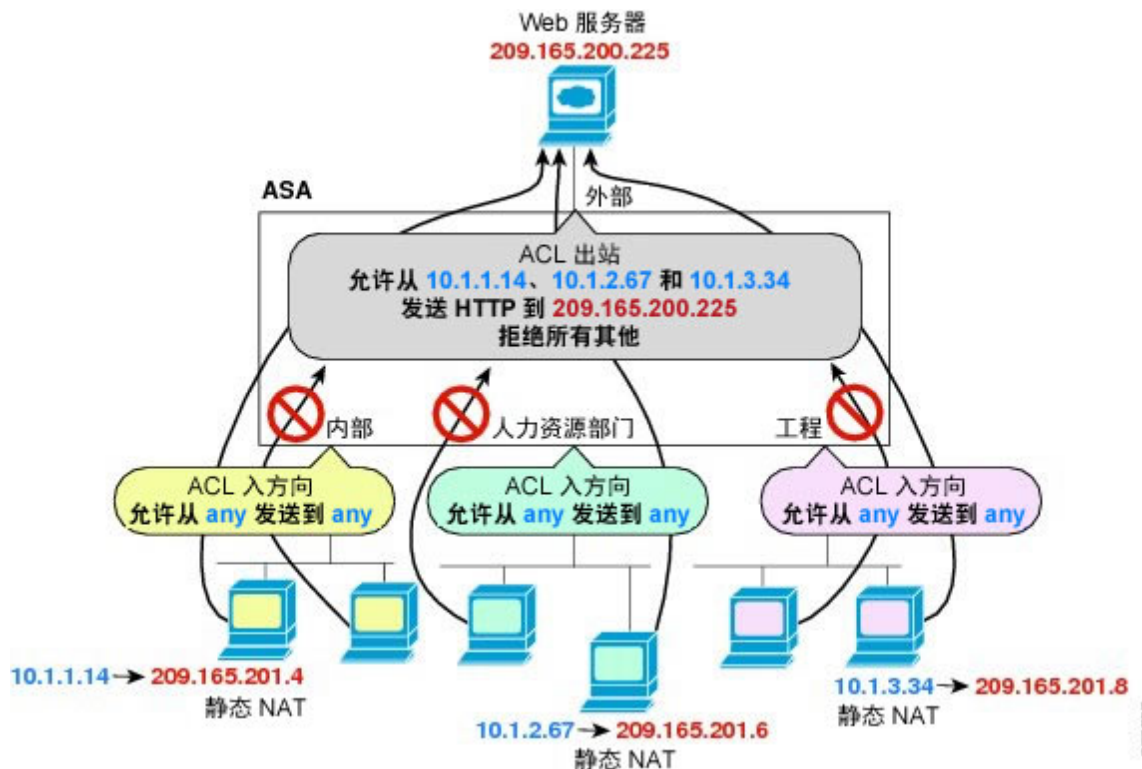 Web 服务器
209.165.200.225
ASA
外部
ACL 出站
允许从 10.1.1.14、10.1.2.67 和 10.1.3.34
发送 HTTP 到 209.165.200.225
拒绝所有其他
内部
人力资源部门
工程
ACL 入方向
允许从 any 发送到 any
ACL 入方向
允许从 any 发送到 any
ACL 入方向
允许从 any 发送到 any
10.1.1.14 → 209.165.201.4
静态 NAT
10.1.2.67 → 209.165.201.6
静态 NAT
10.1.3.34 → 209.165.201.8
静态 NAT